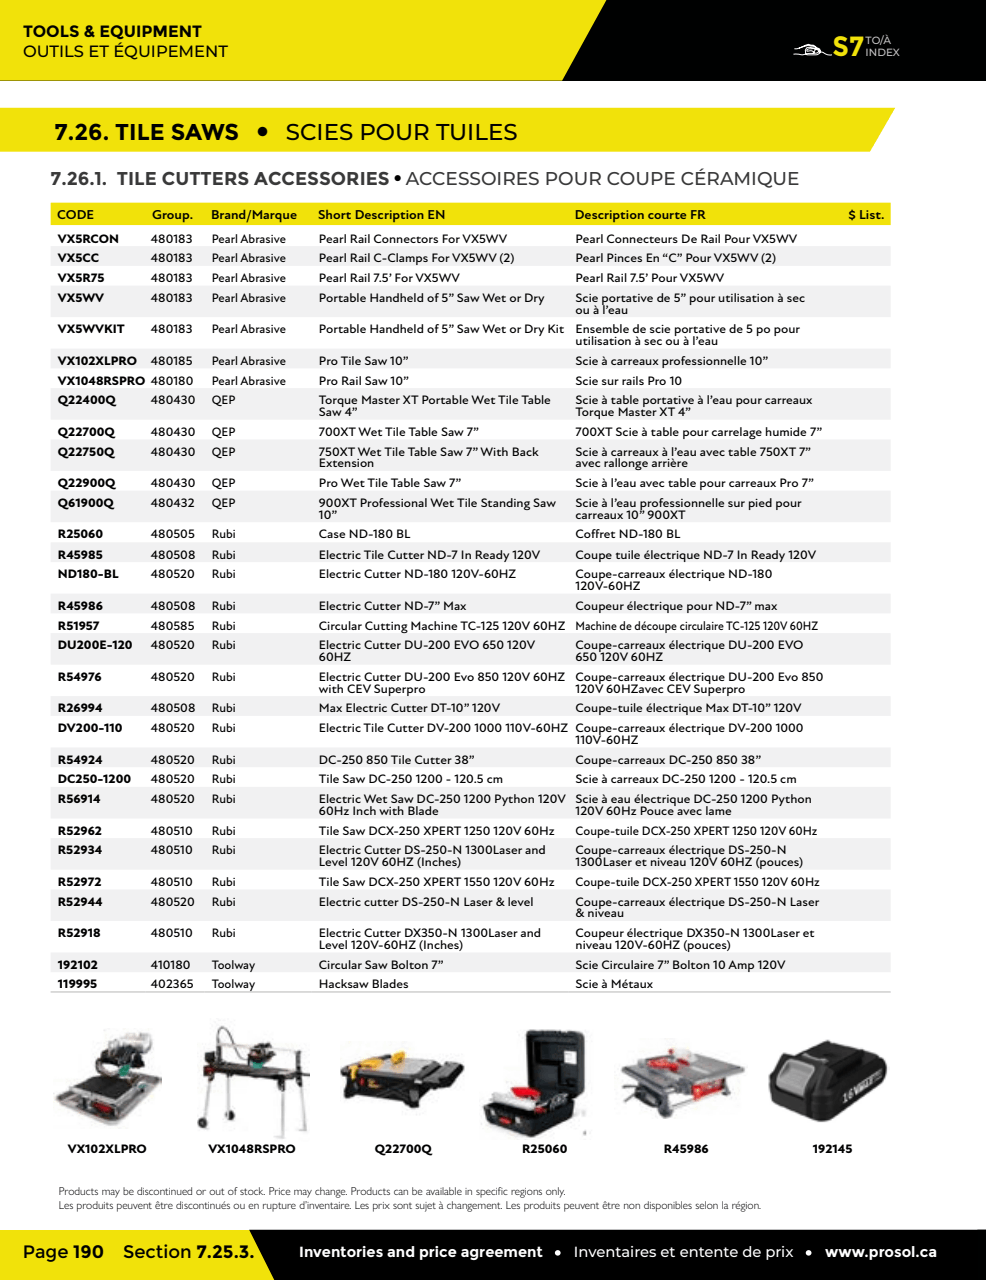 TOOLS & EQUIPMENT
OUTILS ET ÉQUIPEMENT
S7 TO/À INDEX
7.26. TILE SAWS • SCIES POUR TUILES
7.26.1. TILE CUTTERS ACCESSORIES • ACCESSOIRES POUR COUPE CÉRAMIQUE
CODE Group. Brand/Marque Short Description EN Description courte FR $ List.
VX5RCON 480183 Pearl Abrasive Pearl Rail Connectors For VX5WV Pearl Connecteurs De Rail Pour VX5WV
VX5CC 480183 Pearl Abrasive Pearl Rail C-Clamps For VX5WV (2) Pearl Pinces En “C” Pour VX5WV (2)
VX5R75 480183 Pearl Abrasive Pearl Rail 7.5’ For VX5WV Pearl Rail 7.5’ Pour VX5WV
VX5WV 480183 Pearl Abrasive Portable Handheld of 5” Saw Wet or Dry Scie portative de 5” pour utilisation à sec
ou à l’eau
VX5WVKIT 480183 Pearl Abrasive Portable Handheld of 5” Saw Wet or Dry Kit Ensemble de scie portative de 5 po pour
utilisation à sec ou à l’eau
VX102XLPRO 480185 Pearl Abrasive Pro Tile Saw 10” Scie à carreaux professionnelle 10”
VX1048RSPRO 480180 Pearl Abrasive Pro Rail Saw 10” Scie sur rails Pro 10
Q22400Q 480430 QEP Torque Master XT Portable Wet Tile Table Scie à table portative à l’eau pour carreaux
Saw 4” Torque Master XT 4”
Q22700Q 480430 QEP 700XT Wet Tile Table Saw 7” 700XT Scie à table pour carrelage humide 7”
Q22750Q 480430 QEP 750XT Wet Tile Table Saw 7” With Back Scie à carreaux à l’eau avec table 750XT 7”
Extension avec rallonge arrière
Q22900Q 480430 QEP Pro Wet Tile Table Saw 7” Scie à l’eau avec table pour carreaux Pro 7”
Q61900Q 480432 QEP 900XT Professional Wet Tile Standing Saw Scie à l’eau professionnelle sur pied pour
10” carreaux 10” 900XT
R25060 480505 Rubi Case ND-180 BL Coffret ND-180 BL
R45985 480508 Rubi Electric Tile Cutter ND-7 In Ready 120V Coupe tuile électrique ND-7 In Ready 120V
ND180-BL 480520 Rubi Electric Cutter ND-180 120V-60HZ Coupe-carreaux électrique ND-180
120V-60HZ
R45986 480508 Rubi Electric Cutter ND-7” Max Coupeur électrique pour ND-7” max
R51957 480585 Rubi Circular Cutting Machine TC-125 120V 60HZ Machine de découpe circulaire TC-125 120V 60HZ
DU200E-120 480520 Rubi Electric Cutter DU-200 EVO 650 120V Coupe-carreaux électrique DU-200 EVO
60HZ 650 120V 60HZ
R54976 480520 Rubi Electric Cutter DU-200 Evo 850 120V 60HZ Coupe-carreaux électrique DU-200 Evo 850
with CEV Superpro 120V 60HZavec CEV Superpro
R26994 480508 Rubi Max Electric Cutter DT-10” 120V Coupe-tuile électrique Max DT-10” 120V
DV200-110 480520 Rubi Electric Tile Cutter DV-200 1000 110V-60HZ Coupe-carreaux électrique DV-200 1000
110V-60HZ
R54924 480520 Rubi DC-250 850 Tile Cutter 38” Coupe-carreaux DC-250 850 38”
DC250-1200 480520 Rubi Tile Saw DC-250 1200 - 120.5 cm Scie à carreaux DC-250 1200 - 120.5 cm
R56914 480520 Rubi Electric Wet Saw DC-250 1200 Python 120V Scie à eau électrique DC-250 1200 Python
60Hz Inch with Blade 120V 60Hz Pouce avec lame
R52962 480510 Rubi Tile Saw DCX-250 XPERT 1250 120V 60Hz Coupe-tuile DCX-250 XPERT 1250 120V 60Hz
R52934 480510 Rubi Electric Cutter DS-250-N 1300Laser and Coupe-carreaux électrique DS-250-N
Level 120V 60HZ (Inches) 1300Laser et niveau 120V 60HZ (pouces)
R52972 480510 Rubi Tile Saw DCX-250 XPERT 1550 120V 60Hz Coupe-tuile DCX-250 XPERT 1550 120V 60Hz
R52944 480520 Rubi Electric cutter DS-250-N Laser & level Coupe-carreaux électrique DS-250-N Laser
& niveau
R52918 480510 Rubi Electric Cutter DX350-N 1300Laser and Coupeur électrique DX350-N 1300Laser et
Level 120V-60HZ (Inches) niveau 120V-60HZ (pouces)
192102 410180 Toolway Circular Saw Bolton 7” Scie Circulaire 7” Bolton 10 Amp 120V
119995 402365 Toolway Hacksaw Blades Scie à Métaux
16VMAX
VX102XLPRO VX1048RSPRO Q22700Q R25060 R45986 192145
Products may be discontinued or out of stock. Price may change. Products can be available in specific regions only.
Les produits peuvent être discontinués ou en rupture d’inventaire. Les prix sont sujet à changement. Les produits peuvent être non disponibles selon la région.
Page 190 Section 7.25.3. Inventories and price agreement • Inventaires et entente de prix • www.prosol.ca